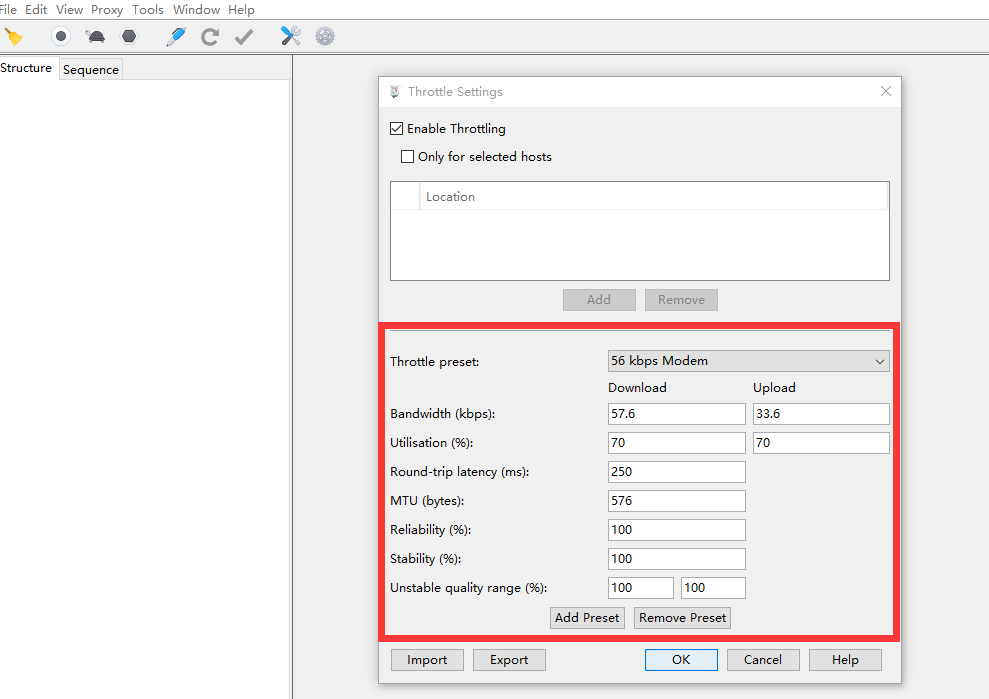 File Edit View Proxy Tools Window Help
Structure Sequence
Throttle Settings
Enable Throttling
Only for selected hosts
Location
Add Remove
Throttle preset: 56 kbps Modem
Download Upload
Bandwidth (kbps): 57.6 33.6
Utilisation (%): 70 70
Round-trip latency (ms): 250
MTU (bytes): 576
Reliability (%): 100
Stability (%): 100
Unstable quality range (%): 100 100
Add Preset Remove Preset
Import Export OK Cancel Help